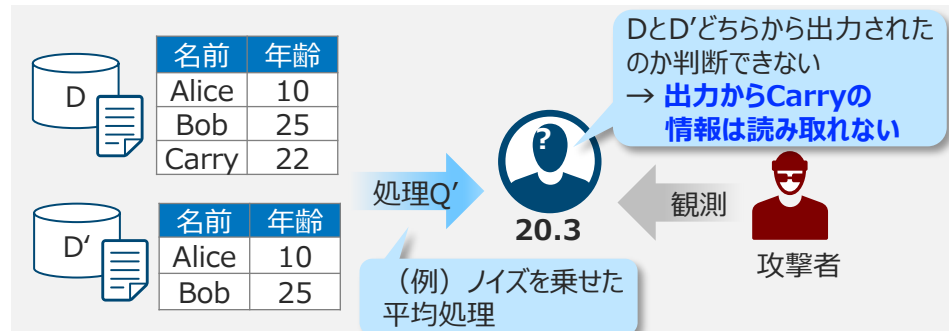 D
名前 年齢
Alice 10
Bob 25
Carry 22
D‘
名前 年齢
Alice 10
Bob 25
処理Q’
（例）ノイズを乗せた
平均処理
?
20.3
DとD’どちらから出力された
のか判断できない
→ 出力からCarryの
情報は読み取れない
観測
攻撃者